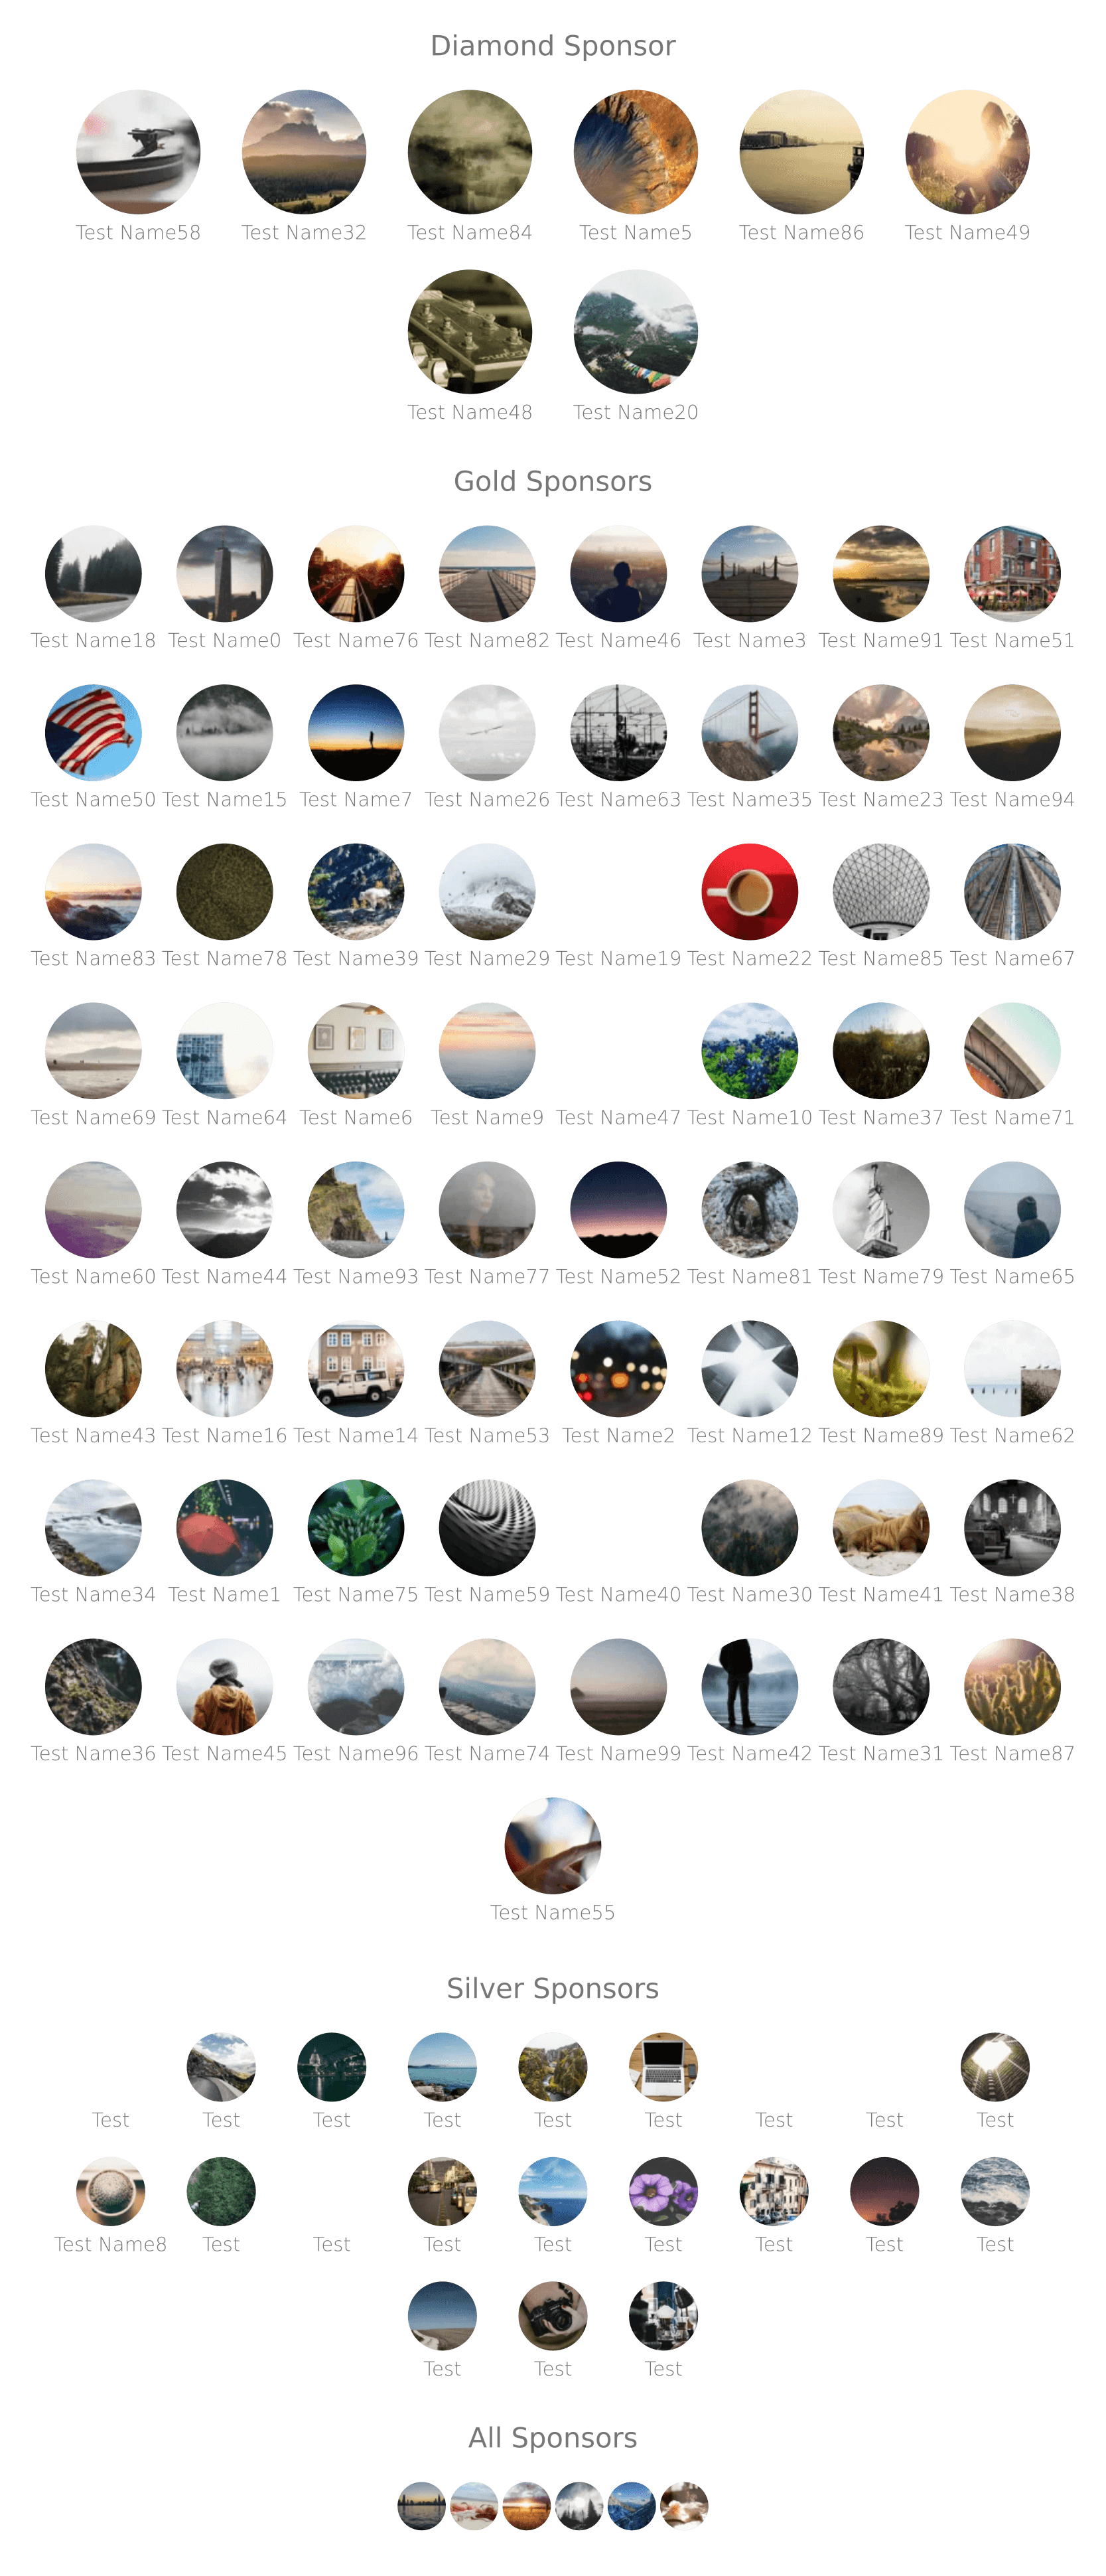 Diamond Sponsor
Test Name58 Test Name32 Test Name84 Test Name5 Test Name86 Test Name49
Test Name48 Test Name20
Gold Sponsors
Test Name18 Test Name0 Test Name76 Test Name82 Test Name46 Test Name3 Test Name91 Test Name51
Test Name50 Test Name15 Test Name7 Test Name26 Test Name63 Test Name35 Test Name23 Test Name94
Test Name83 Test Name78 Test Name39 Test Name29 Test Name19 Test Name22 Test Name85 Test Name67
Test Name69 Test Name64 Test Name6 Test Name9 Test Name47 Test Name10 Test Name37 Test Name71
Test Name60 Test Name44 Test Name93 Test Name77 Test Name52 Test Name81 Test Name79 Test Name65
Test Name43 Test Name16 Test Name14 Test Name53 Test Name2 Test Name12 Test Name89 Test Name62
Test Name34 Test Name1 Test Name75 Test Name59 Test Name40 Test Name30 Test Name41 Test Name38
Test Name36 Test Name45 Test Name96 Test Name74 Test Name99 Test Name42 Test Name31 Test Name87
Test Name55
Silver Sponsors
Test Test Test Test Test Test Test Test Test
Test Name8 Test Test Test Test Test Test Test Test
Test Test Test
All Sponsors